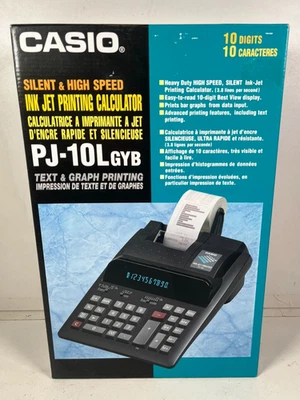 CASIO
10 DIGITS
10 CARACTERES
SILENT & HIGH SPEED
INK JET PRINTING CALCULATOR
CALCULATRICE A IMPRIMANTE A JET
D'ENCRE RAPIDE ET SILENCIEUSE
PJ-10LGYB
TEXT & GRAPH PRINTING
IMPRESSION DE TEXTE ET DE GRAPHES
Heavy Duty HIGH SPEED, SILENT Ink-Jet
Printing Calculator. (3.8 lines per second)
Easy-to-read 10-digit Best View display.
Prints bar graphs from data input.
Advanced printing features, including text
printing.
Calculatrice à imprimante à jet d'encre
SILENCIEUSE, ULTRA RAPIDE et résistante.
(3.8 lignes par seconde)
Affichage de 10 caractères, très visible et
facile à lire.
Impression d'histogrammes de données
entrées.
Fonctions d'impression évoluées, en
particulier impression de texte.
1234567890